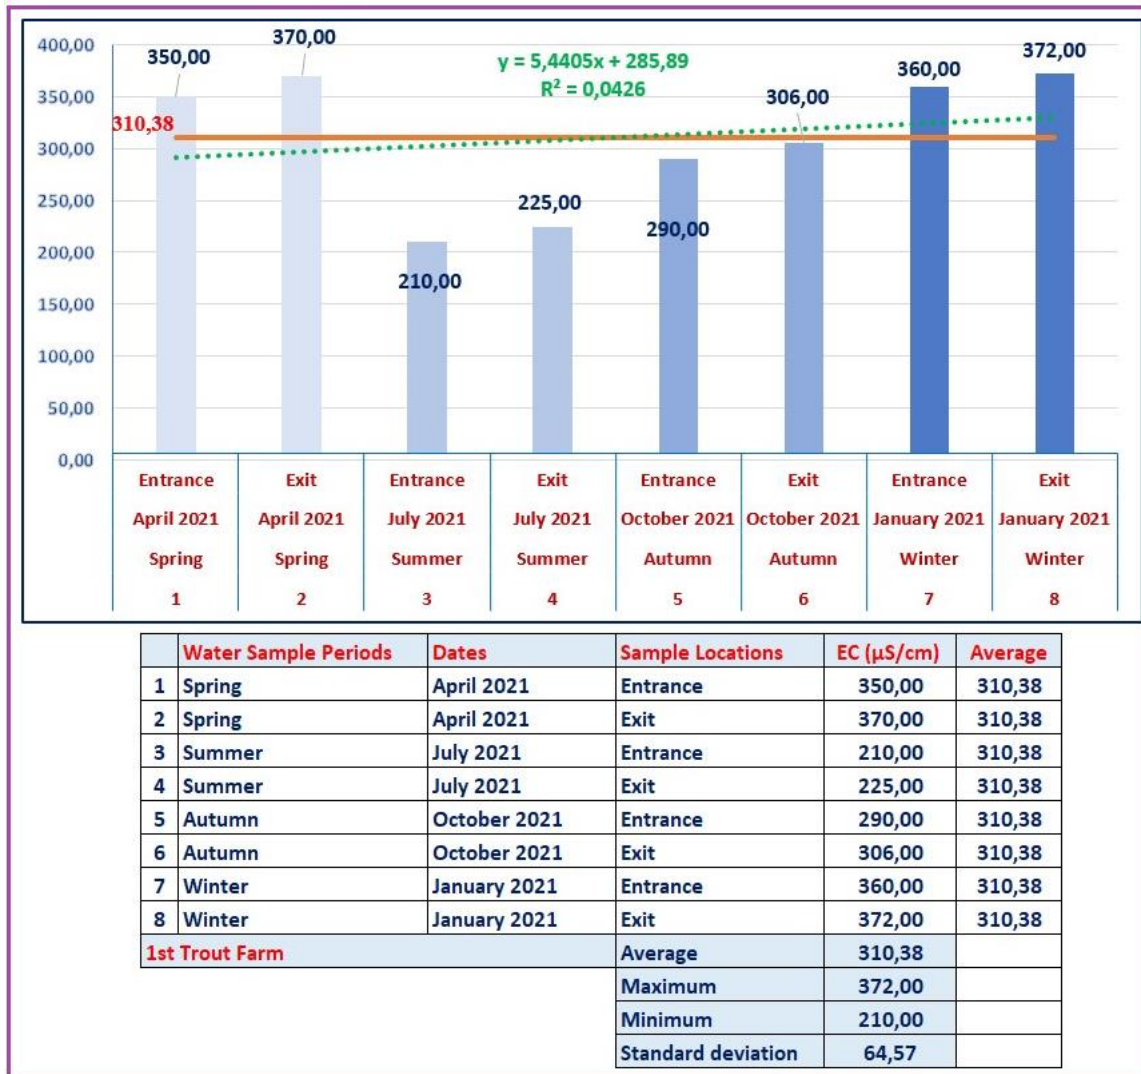 400,00
350,00
300,00
250,00
200,00
150,00
100,00
50,00
0,00
350,00
370,00
y = 5,4405x + 285,89
R² = 0,0426
360,00
372,00
306,00
310,38
225,00
290,00
210,00
Entrance Exit Entrance Exit Entrance Exit Entrance Exit
April 2021 April 2021 July 2021 July 2021 October 2021 October 2021 January 2021 January 2021
Spring Spring Summer Summer Autumn Autumn Winter Winter
1 2 3 4 5 6 7 8
Water Sample Periods Dates Sample Locations EC (µS/cm) Average
1 Spring April 2021 Entrance 350,00 310,38
2 Spring April 2021 Exit 370,00 310,38
3 Summer July 2021 Entrance 210,00 310,38
4 Summer July 2021 Exit 225,00 310,38
5 Autumn October 2021 Entrance 290,00 310,38
6 Autumn October 2021 Exit 306,00 310,38
7 Winter January 2021 Entrance 360,00 310,38
8 Winter January 2021 Exit 372,00 310,38
1st Trout Farm Average 310,38
Maximum 372,00
Minimum 210,00
Standard deviation 64,57